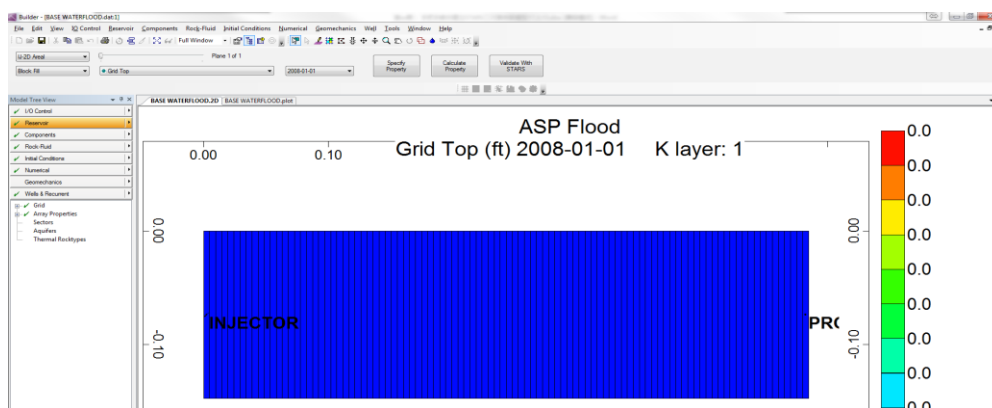 Builder - [BASE WATERFLOOD.dat:1]
File Edit View IO Control Reservoir Components Rock-Fluid Initial Conditions Numerical Geomechanics Well Tools Window Help
Full Window
IJ-2D Areal
Plane 1 of 1
Block Fill
Grid Top
2008-01-01
Specify Property
Calculate Property
Validate With STARS
Model Tree View
BASE WATERFLOOD.2D
BASE WATERFLOOD.plot
I/O Control
Reservoir
Components
Rock-Fluid
Initial Conditions
Numerical
Geomechanics
Wells & Recurrent
Grid
Array Properties
Sectors
Aquifers
Thermal Rocktypes
ASP Flood
Grid Top (ft) 2008-01-01 K layer: 1
0.00
0.10
0.00
-0.10
INJECTOR
PR(
0.00
-0.10
0.0
0.0
0.0
0.0
0.0
0.0
0.0
0.0
0.0